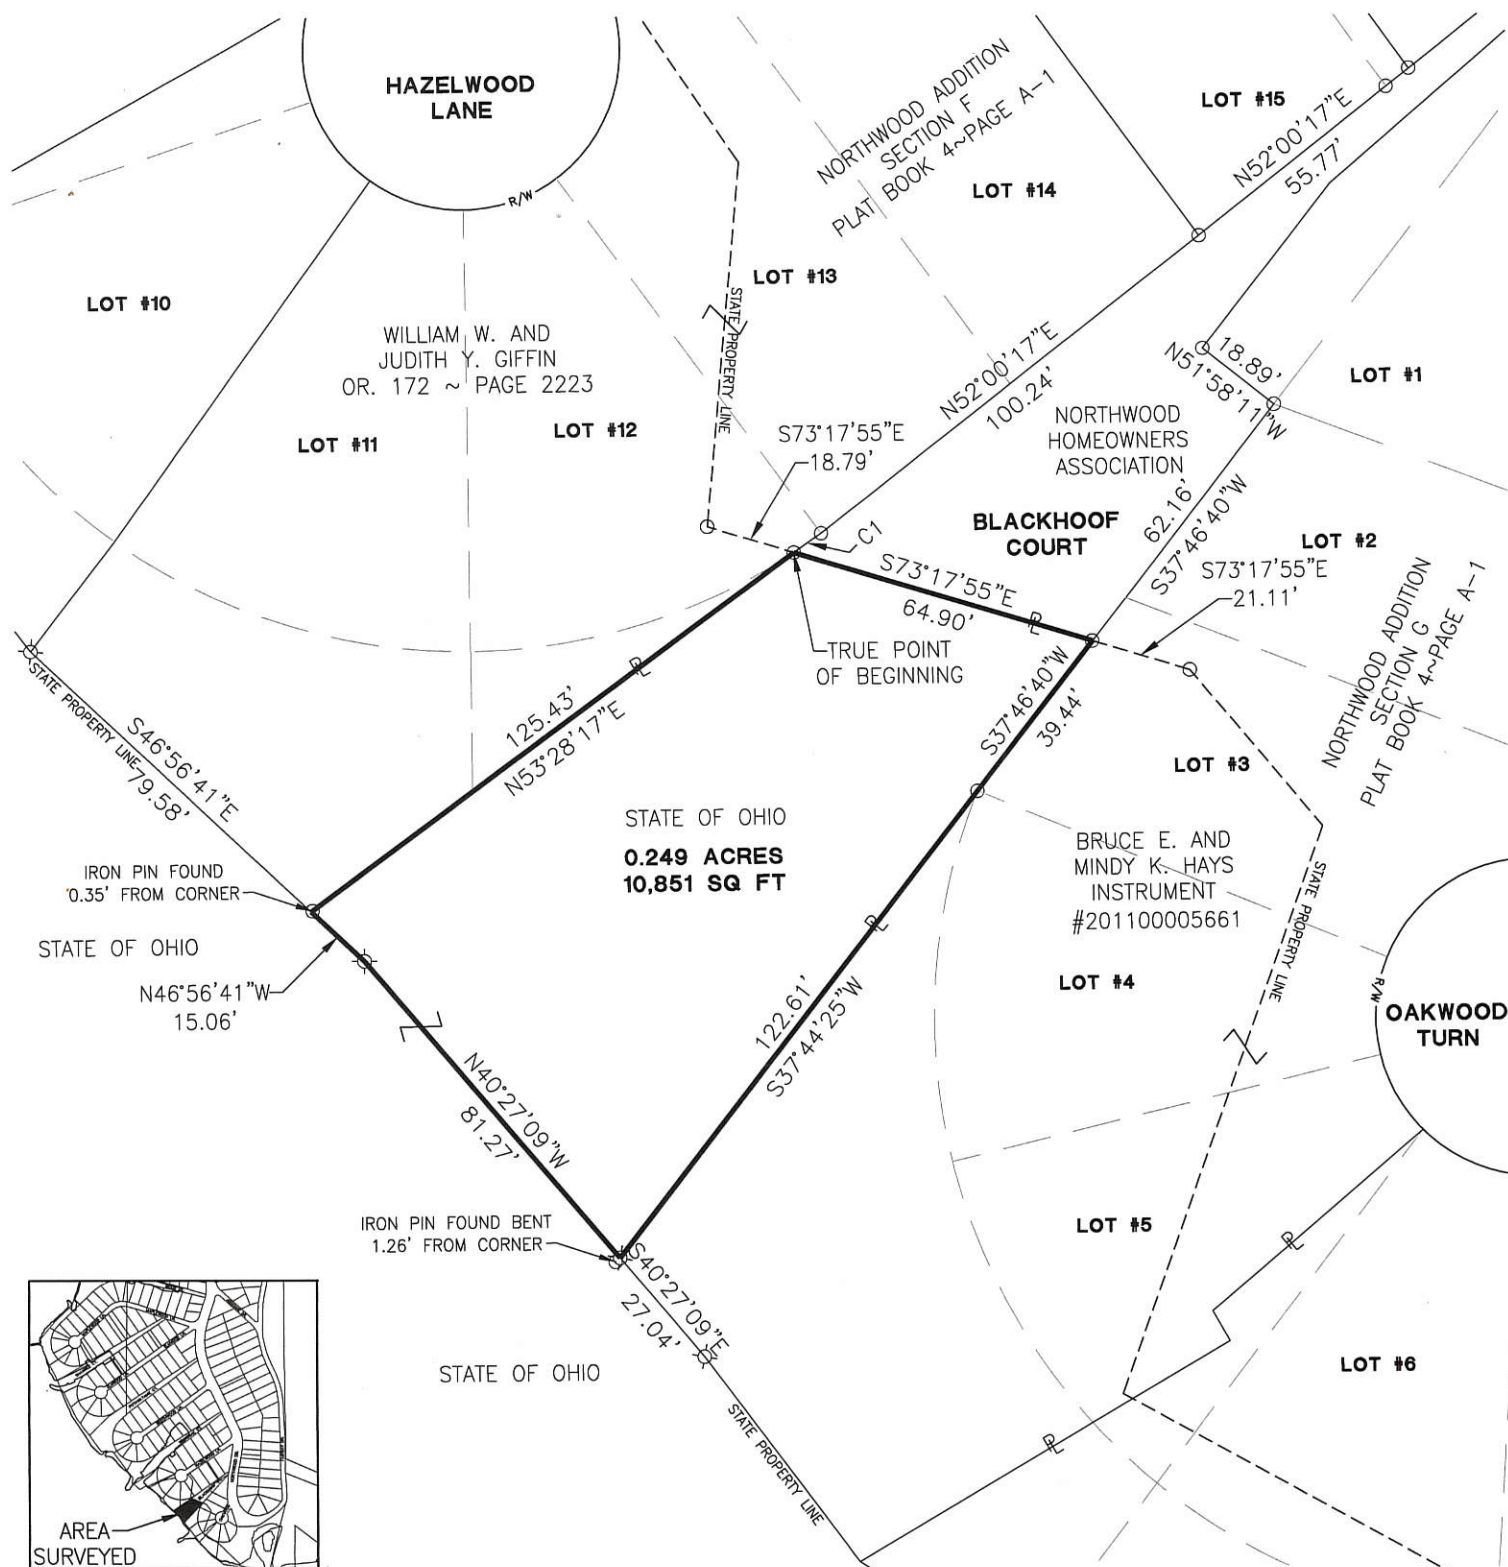 HAZELWOOD
LANE
R/W
NORTHWOOD ADDITION
SECTION F
PLAT BOOK 4~PAGE A-1
LOT #15
N52°00'17"E
55.77'
LOT #14
LOT #13
LOT #10
STATE PROPERTY LINE
WILLIAM W. AND
JUDITH Y. GIFFIN
OR. 172 ~ PAGE 2223
LOT #11
LOT #12
N52°00'17"E
100.24'
18.89'
N51°58'11"W
LOT #1
S73°17'55"E
18.79'
NORTHWOOD
HOMEOWNERS
ASSOCIATION
C1
BLACKHOOF
COURT
62.16'
S37°46'40"W
LOT #2
S73°17'55"E
21.11'
S73°17'55"E
64.90'
PL
TRUE POINT
OF BEGINNING
NORTHWOOD ADDITION
SECTION G
PLAT BOOK 4~PAGE A-1
PL
125.43'
N53°28'17"E
STATE PROPERTY LINE
S46°56'41"E
79.58'
S37°46'40"W
39.44'
LOT #3
STATE OF OHIO
0.249 ACRES
10,851 SQ FT
BRUCE E. AND
MINDY K. HAYS
INSTRUMENT
#201100005661
STATE PROPERTY LINE
IRON PIN FOUND
0.35' FROM CORNER
STATE OF OHIO
N46°56'41"W
15.06'
PL
LOT #4
R/W
OAKWOOD
TURN
122.61'
S37°44'25"W
N40°27'09"W
81.27'
IRON PIN FOUND BENT
1.26' FROM CORNER
LOT #5
PL
S40°27'09"E
27.04'
STATE OF OHIO
LOT #6
STATE PROPERTY LINE
PL
AREA
SURVEYED